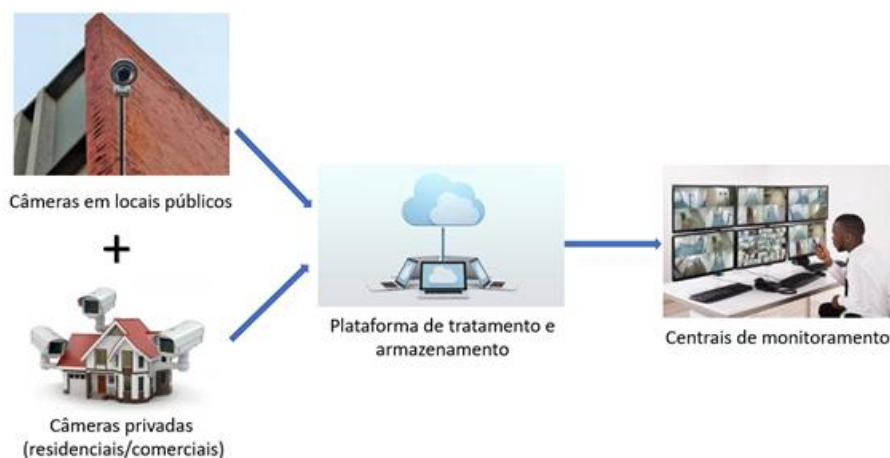 Câmeras em locais públicos
+
Câmeras privadas
(residenciais/comerciais)
Plataforma de tratamento e
armazenamento
Centrais de monitoramento